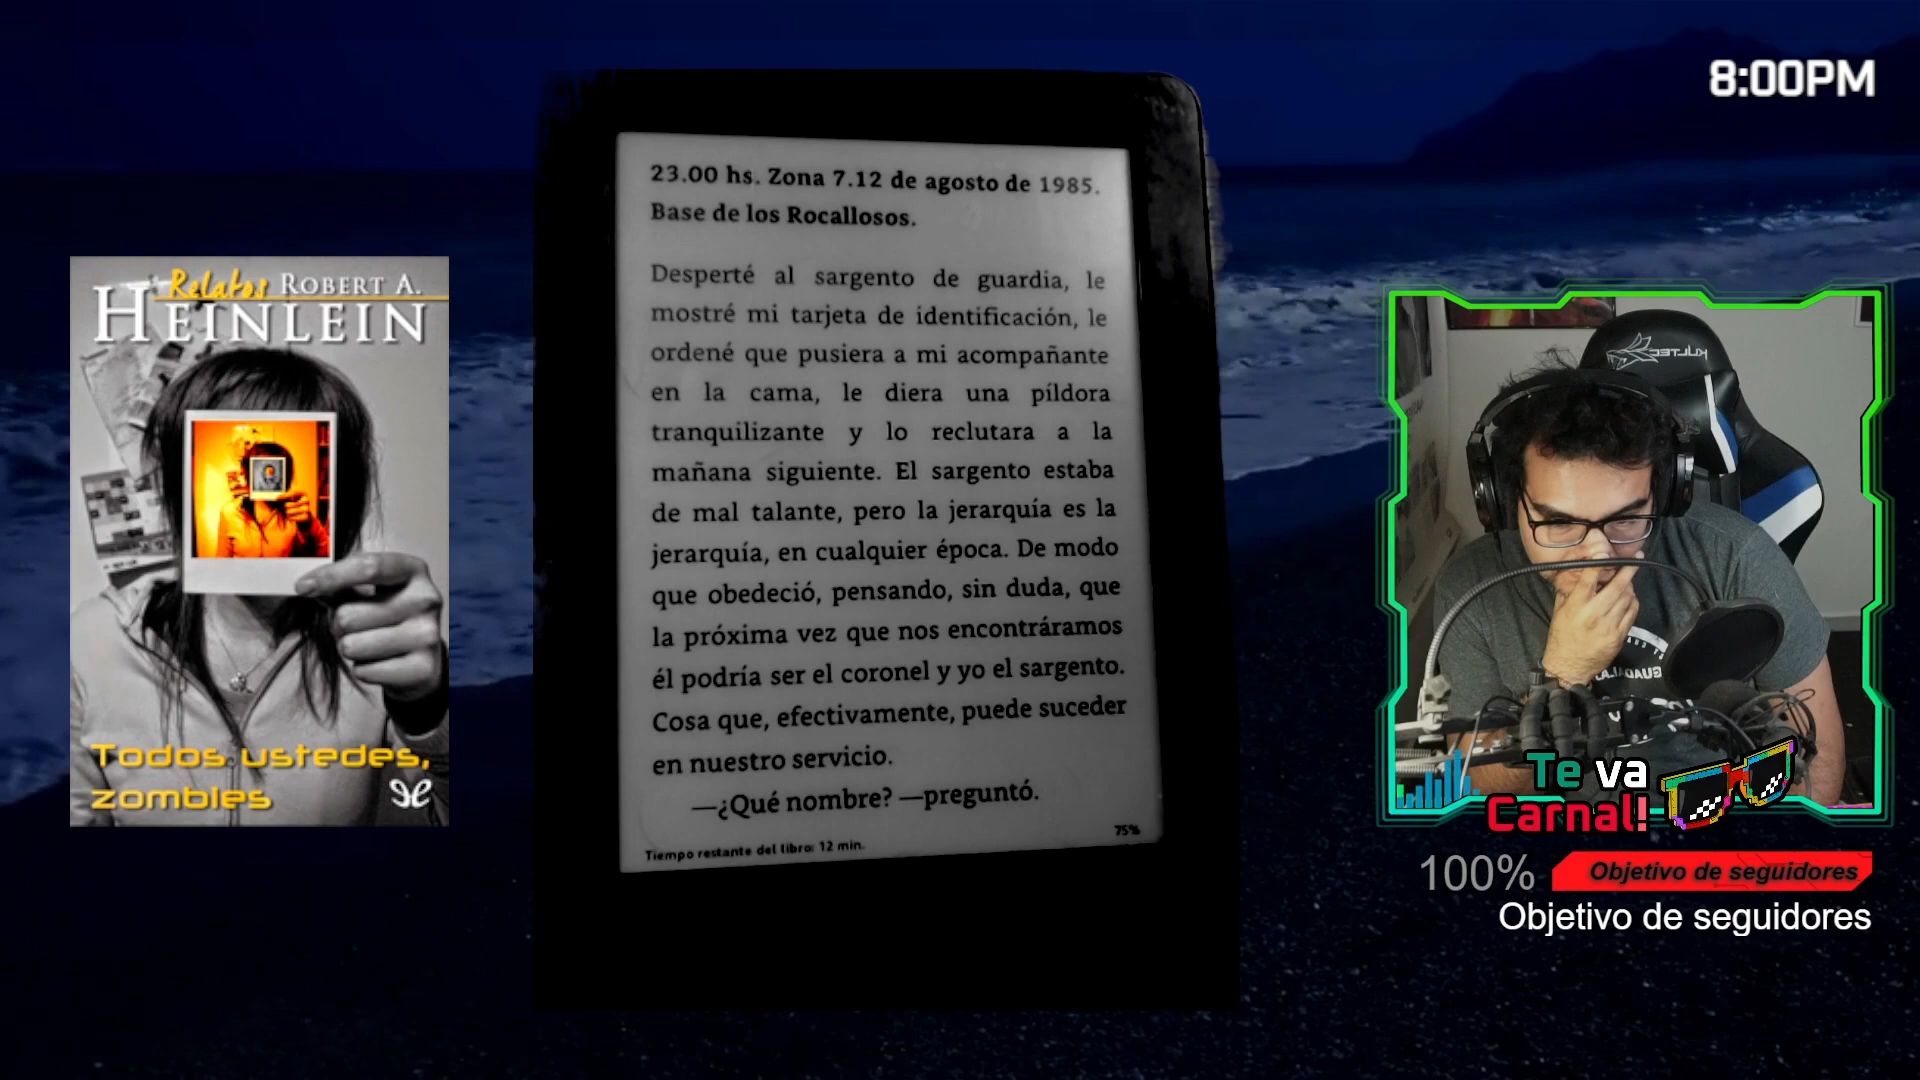 8:00PM
Relatos ROBERT A.
HEINLEIN
Todos ustedes,
zombies
23.00 hs. Zona 7.12 de agosto de 1985.
Base de los Rocallosos.
Desperté al sargento de guardia, le
mostré mi tarjeta de identificación, le
ordené que pusiera a mi acompañante
en la cama, le diera una píldora
tranquilizante y lo reclutara a la
mañana siguiente. El sargento estaba
de mal talante, pero la jerarquía es la
jerarquía, en cualquier época. De modo
que obedeció, pensando, sin duda, que
la próxima vez que nos encontráramos
él podría ser el coronel y yo el sargento.
Cosa que, efectivamente, puede suceder
en nuestro servicio.
—¿Qué nombre? —preguntó.
75%
Tiempo restante del libro: 12 min.
Te va
Carnal!
100% Objetivo de seguidores
Objetivo de seguidores